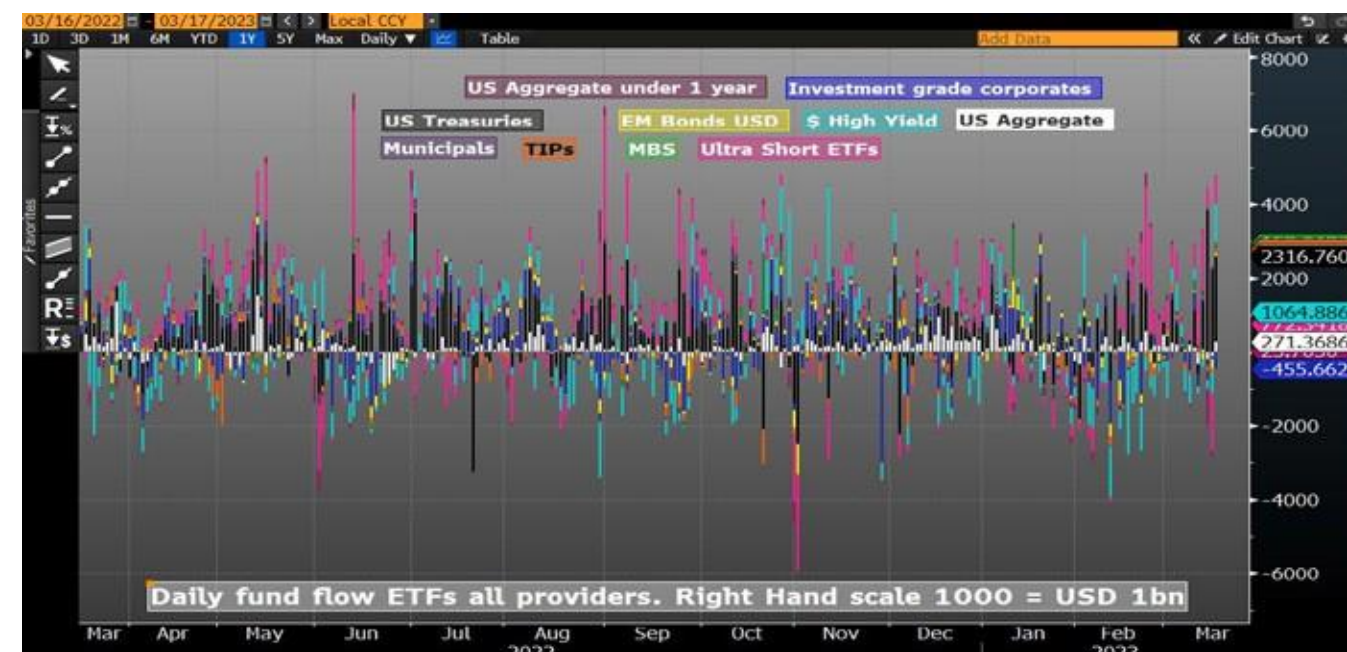 03/16/2022 - 03/17/2023 < > Local CCY
1D 3D 1M 6M YTD 1Y 5Y Max Daily ▼ Table Add Data « Edit Chart
8000
US Aggregate under 1 year Investment grade corporates
US Treasuries EM Bonds USD $ High Yield US Aggregate
Municipals TIPs MBS Ultra Short ETFs
6000
Favorites
4000
2316.760
2000
1064.886
271.3686
-455.662
-2000
-4000
-6000
Daily fund flow ETFs all providers. Right Hand scale 1000 = USD 1bn
Mar Apr May Jun Jul Aug Sep Oct Nov Dec Jan Feb Mar
2022 2023